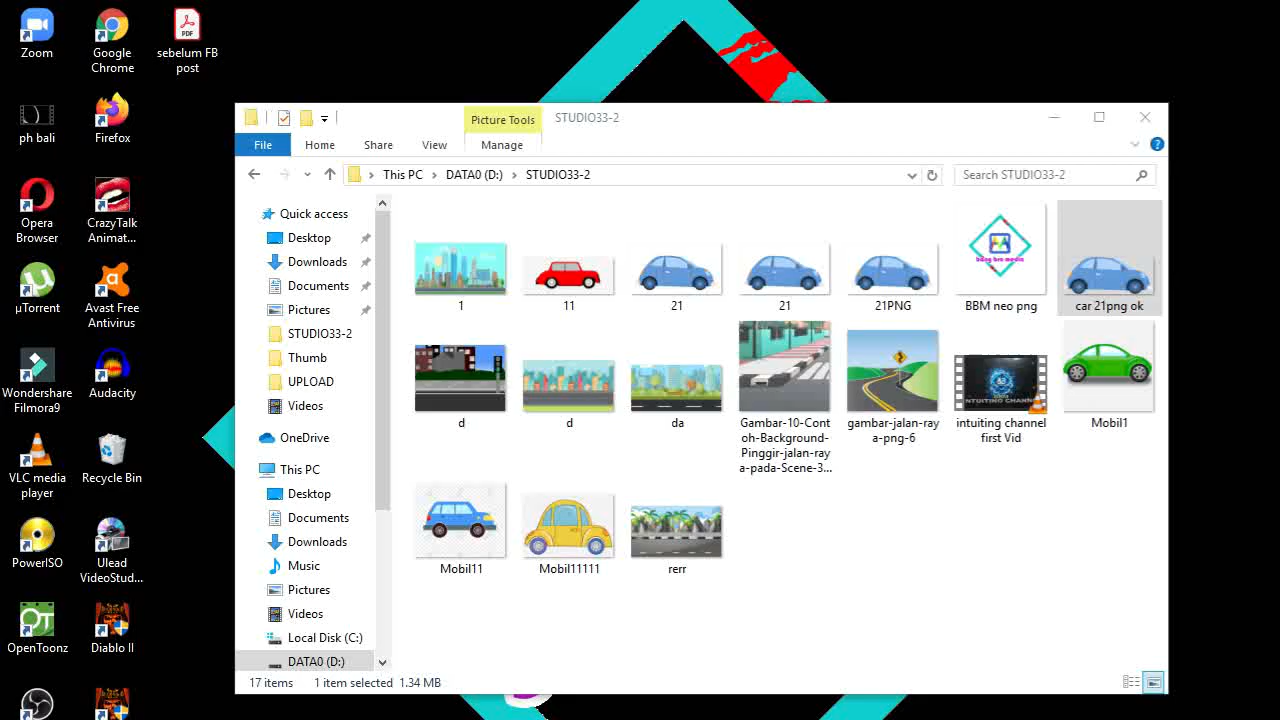 Zoom
Google
Chrome
sebelum FB
post
ph bali
Firefox
Opera
Browser
CrazyTalk
Animat...
µTorrent
Avast Free
Antivirus
Wondershare
Filmora9
Audacity
VLC media
player
Recycle Bin
PowerISO
Ulead
VideoStud...
OpenToonz
Diablo II
Picture Tools
STUDIO33-2
File
Home
Share
View
Manage
This PC
DATA0 (D:)
STUDIO33-2
Search STUDIO33-2
Quick access
Desktop
Downloads
Documents
Pictures
STUDIO33-2
Thumb
UPLOAD
Videos
OneDrive
This PC
Desktop
Documents
Downloads
Music
Pictures
Videos
Local Disk (C:)
DATA0 (D:)
1
11
21
21
21PNG
bang bro media
BBM neo png
car 21png ok
d
d
da
Gambar-10-Cont
oh-Background-
Pinggir-jalan-ray
a-pada-Scene-3...
gambar-jalan-ray
a-png-6
NTUITING CHANN
intuiting channel
first Vid
Mobil1
Mobil11
Mobil11111
rerr
17 items
1 item selected 1.34 MB